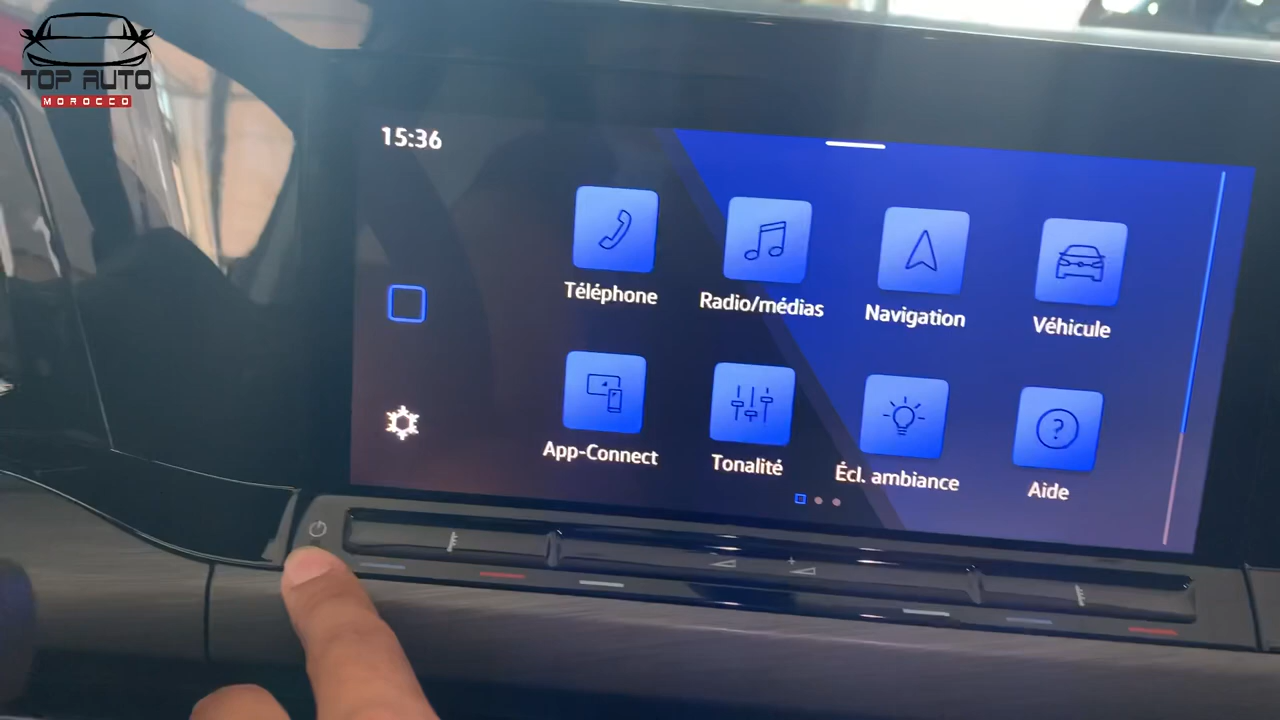 TOP AUTO
MOROCCO
15:36
Téléphone
Radio/médias
Navigation
Véhicule
App-Connect
Tonalité
Écl. ambiance
Aide